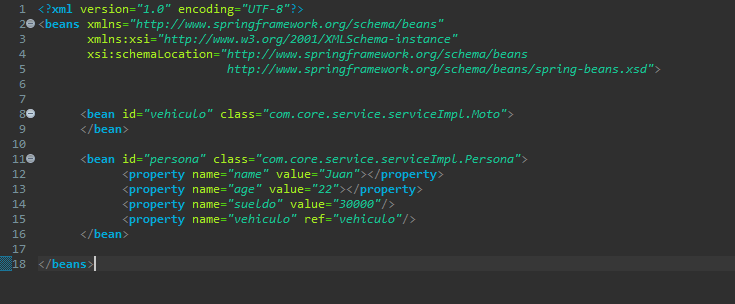 1 <?xml version="1.0" encoding="UTF-8"?>
2 <beans xmlns="http://www.springframework.org/schema/beans"
3 xmlns:xsi="http://www.w3.org/2001/XMLSchema-instance"
4 xsi:schemaLocation="http://www.springframework.org/schema/beans
5 http://www.springframework.org/schema/beans/spring-beans.xsd">
6
7
8 <bean id="vehiculo" class="com.core.service.serviceImpl.Moto">
9 </bean>
10
11 <bean id="persona" class="com.core.service.serviceImpl.Persona">
12 <property name="name" value="Juan"></property>
13 <property name="age" value="22"></property>
14 <property name="sueldo" value="30000"/>
15 <property name="vehiculo" ref="vehiculo"/>
16 </bean>
17
18 </beans>